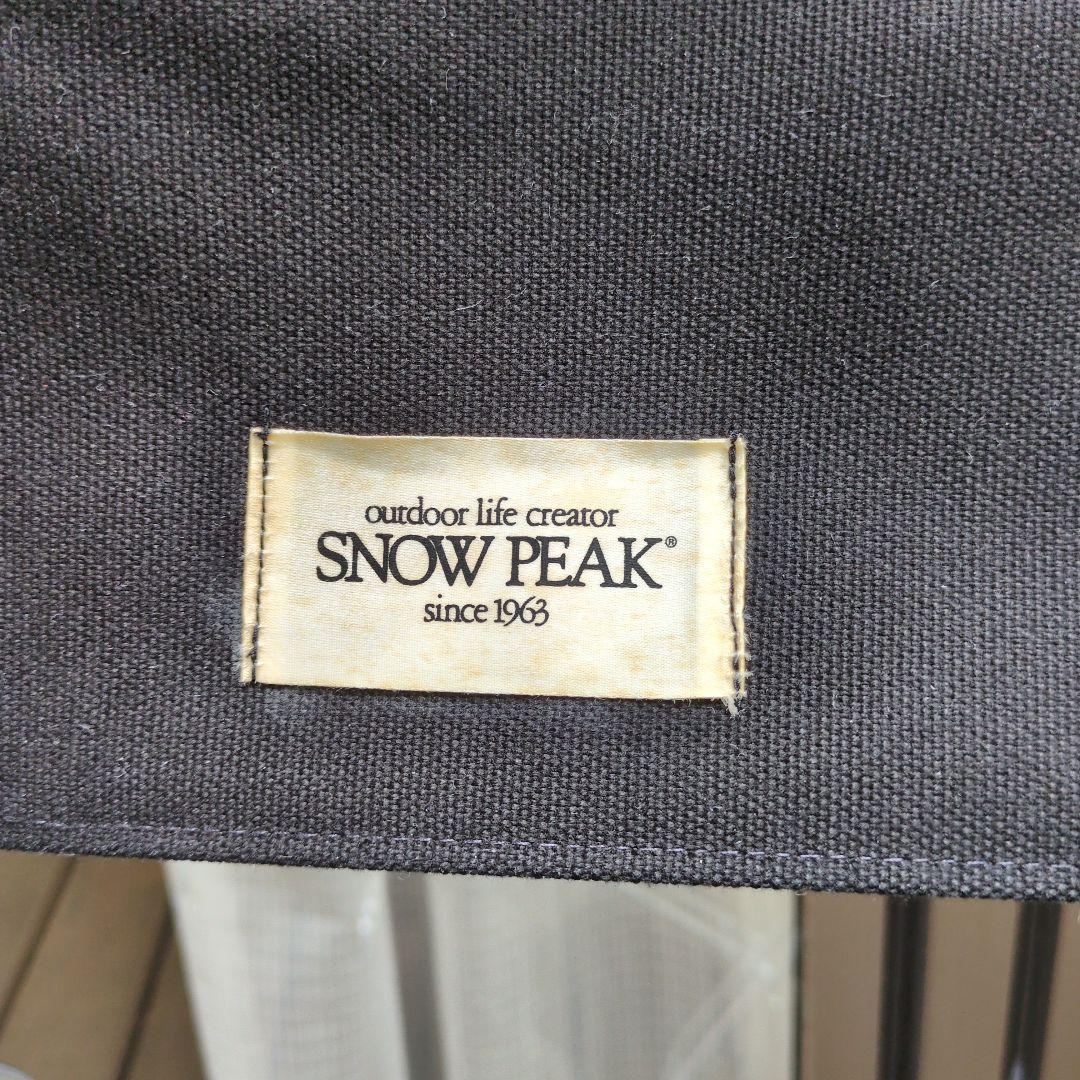 outdoor life creator
SNOW PEAK®
since 1963